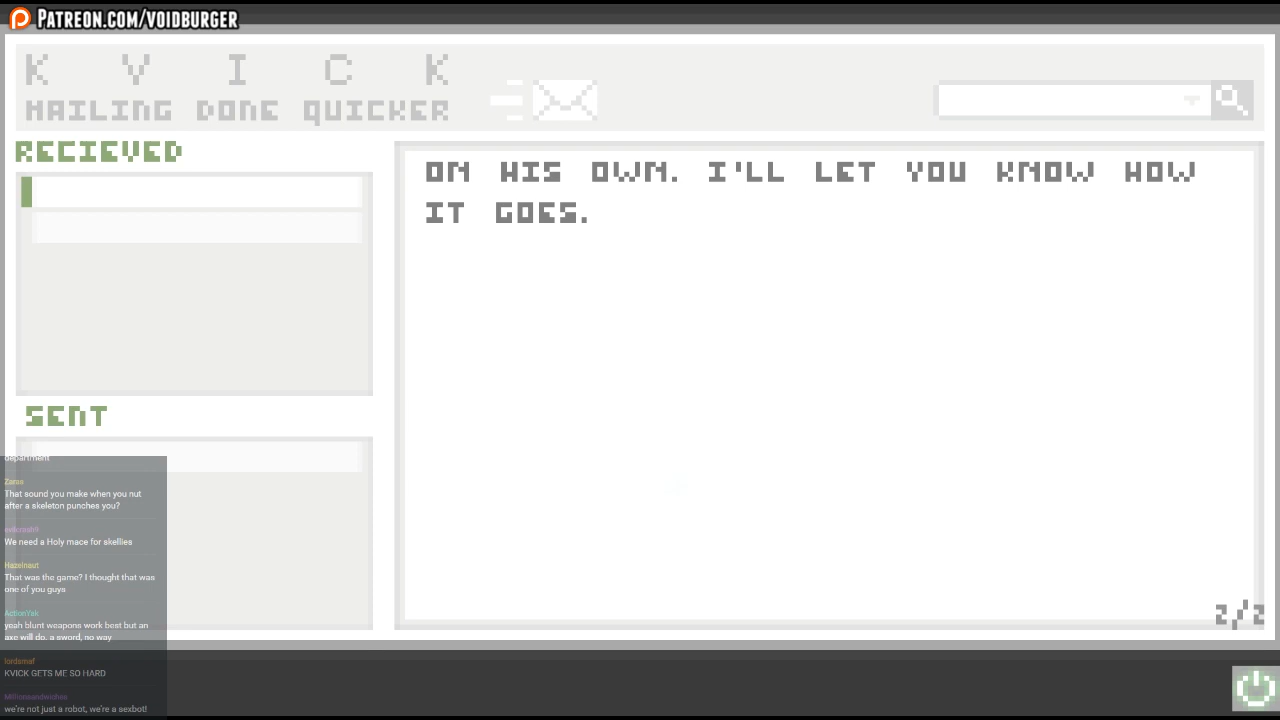 PATREON.COM/VOIDBURGER
K V I C K
MAILING DONE QUICKER
RECIEVED
ON HIS OWN. I'LL LET YOU KNOW HOW
IT GOES.
SENT
department
Zaras
That sound you make when you nut
after a skeleton punches you?
We need a Holy mace for skellies
Hazelnaut
That was the game? I thought that was
one of you guys
ActionYak
yeah blunt weapons work best but an
axe will do. a sword, no way
lordsmaf
KVICK GETS ME SO HARD
Millionsandwiches
we're not just a robot, we're a sexbot!
2/2